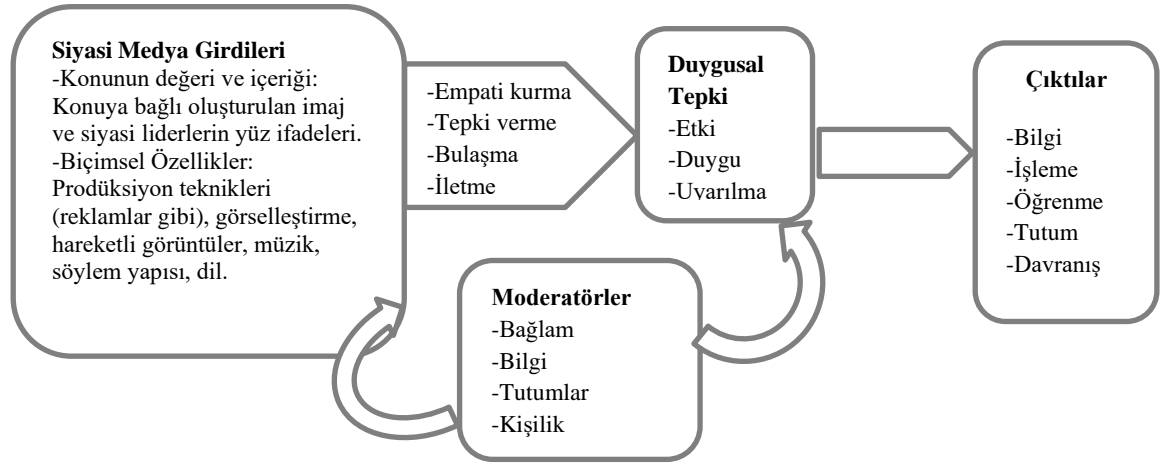 Siyasi Medya Girdileri
-Konunun değeri ve içeriği:
Konuya bağlı oluşturulan imaj
ve siyasi liderlerin yüz ifadeleri.
-Biçimsel Özellikler:
Prodüksiyon teknikleri
(reklamlar gibi), görselleştirme,
hareketli görüntüler, müzik,
söylem yapısı, dil.
-Empati kurma
-Tepki verme
-Bulaşma
-İletme
Duygusal
Tepki
-Etki
-Duygu
-Uyarılma
Çıktılar
-Bilgi
-İşleme
-Öğrenme
-Tutum
-Davranış
Moderatörler
-Bağlam
-Bilgi
-Tutumlar
-Kişilik